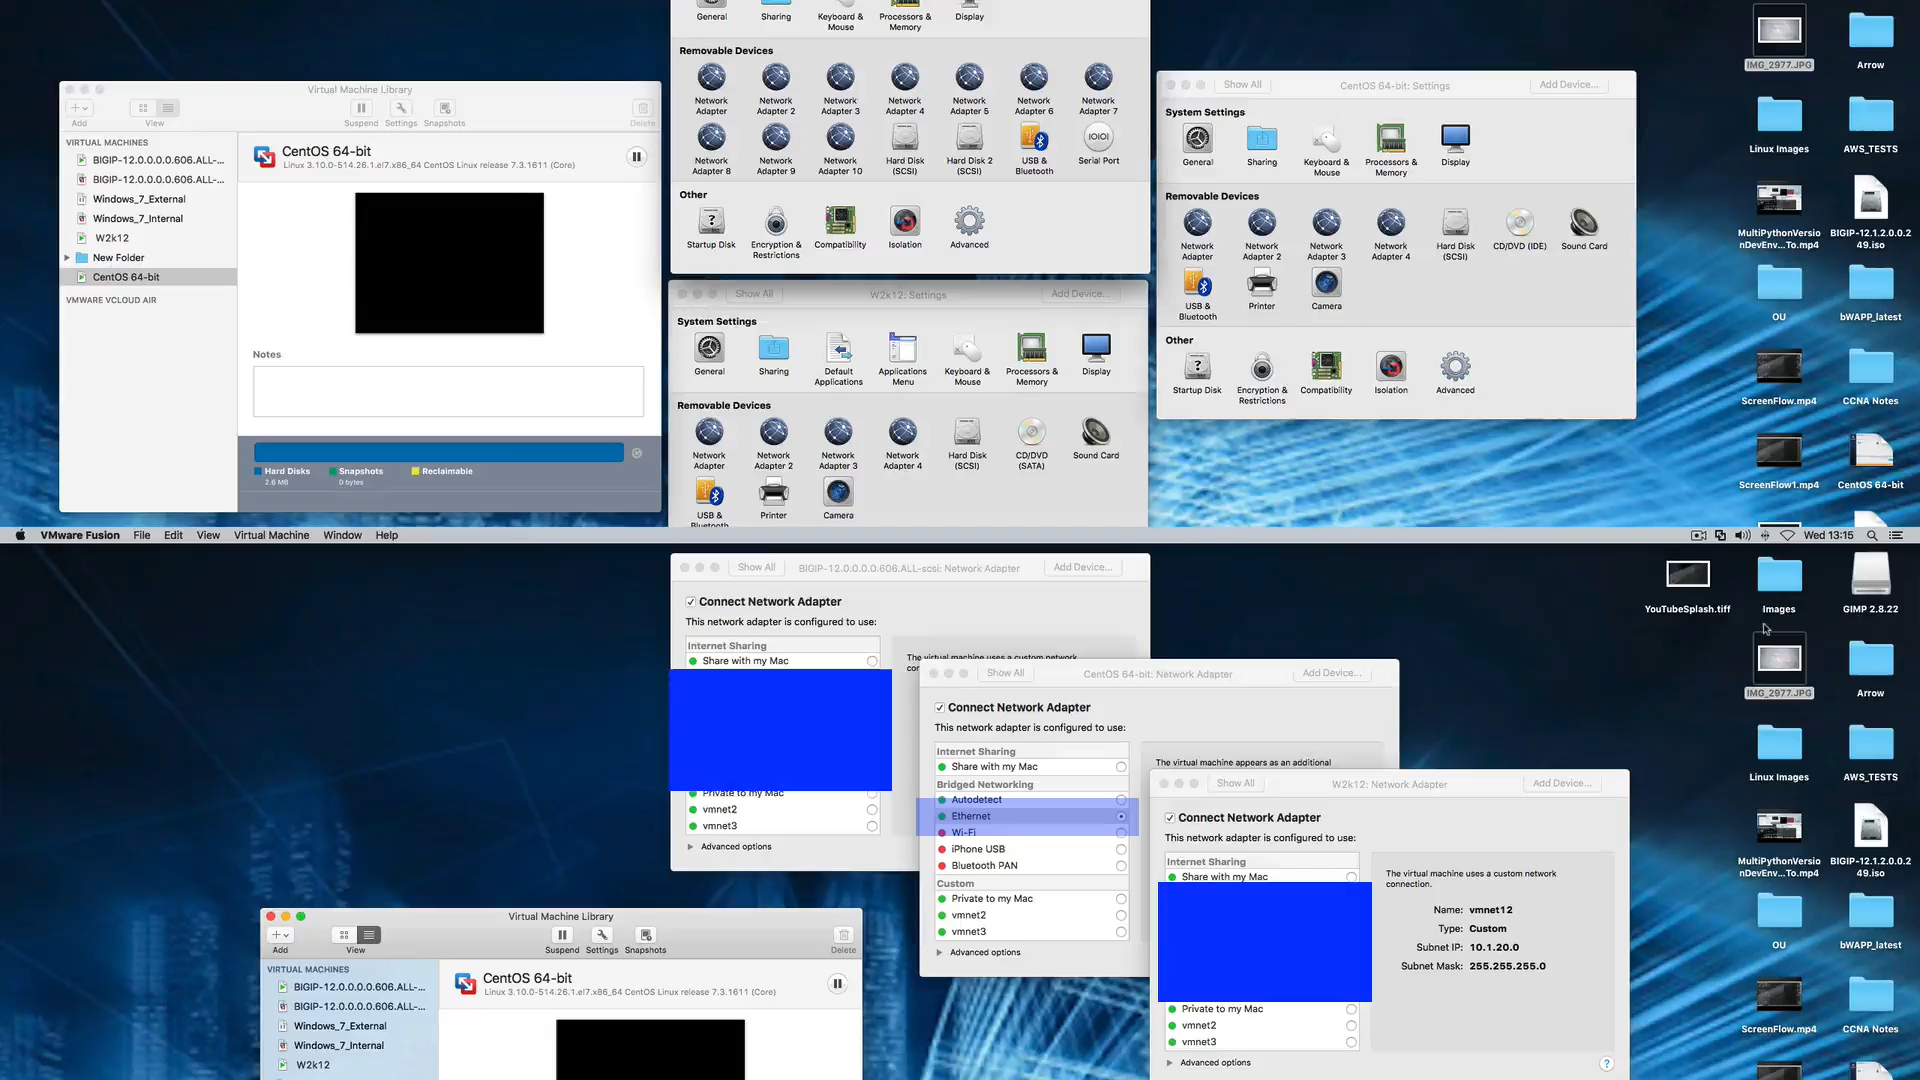 General
Sharing
Keyboard &
Mouse
Processors &
Memory
Display
Removable Devices
Network
Adapter
Network
Adapter 2
Network
Adapter 3
Network
Adapter 4
Network
Adapter 5
Network
Adapter 6
Network
Adapter 7
Network
Adapter 8
Network
Adapter 9
Network
Adapter 10
Hard Disk
(SCSI)
Hard Disk 2
(SCSI)
USB &
Bluetooth
Serial Port
Other
Startup Disk
Encryption &
Restrictions
Compatibility
Isolation
Advanced
Virtual Machine Library
Add
View
Suspend
Settings
Snapshots
Delete
VIRTUAL MACHINES
BIGIP-12.0.0.0.0.606.ALL-...
BIGIP-12.0.0.0.0.606.ALL-...
Windows_7_External
Windows_7_Internal
W2k12
New Folder
CentOS 64-bit
VMWARE VCLOUD AIR
CentOS 64-bit
Linux 3.10.0-514.26.1.el7.x86_64 CentOS Linux release 7.3.1611 (Core)
Notes
Hard Disks
2.6 MB
Snapshots
0 bytes
Reclaimable
Show All
W2k12: Settings
Add Device...
System Settings
General
Sharing
Default
Applications
Applications
Menu
Keyboard &
Mouse
Processors &
Memory
Display
Removable Devices
Network
Adapter
Network
Adapter 2
Network
Adapter 3
Network
Adapter 4
Hard Disk
(SCSI)
CD/DVD
(SATA)
Sound Card
USB &
Bluetooth
Printer
Camera
Show All
CentOS 64-bit: Settings
Add Device...
System Settings
General
Sharing
Keyboard &
Mouse
Processors &
Memory
Display
Removable Devices
Network
Adapter
Network
Adapter 2
Network
Adapter 3
Network
Adapter 4
Hard Disk
(SCSI)
CD/DVD (IDE)
Sound Card
USB &
Bluetooth
Printer
Camera
Other
Startup Disk
Encryption &
Restrictions
Compatibility
Isolation
Advanced
IMG_2977.JPG
Arrow
Linux Images
AWS_TESTS
MultiPythonVersio
nDevEnv...To.mp4
BIGIP-12.1.2.0.0.2
49.iso
OU
bWAPP_latest
ScreenFlow.mp4
CCNA Notes
ScreenFlow1.mp4
CentOS 64-bit
VMware Fusion File Edit View Virtual Machine Window Help
Wed 13:15
Show All
BIGIP-12.0.0.0.0.606.ALL-scsi: Network Adapter
Add Device...
Connect Network Adapter
This network adapter is configured to use:
Internet Sharing
Share with my Mac
Private to my Mac
vmnet2
vmnet3
Advanced options
The virtual machine uses a custom network
Show All
CentOS 64-bit: Network Adapter
Add Device...
Connect Network Adapter
This network adapter is configured to use:
Internet Sharing
Share with my Mac
Bridged Networking
Autodetect
Ethernet
Wi-Fi
iPhone USB
Bluetooth PAN
Custom
Private to my Mac
vmnet2
vmnet3
Advanced options
The virtual machine appears as an additional
Show All
W2k12: Network Adapter
Add Device...
Connect Network Adapter
This network adapter is configured to use:
Internet Sharing
Share with my Mac
Private to my Mac
vmnet2
vmnet3
Advanced options
The virtual machine uses a custom network
connection.
Name: vmnet12
Type: Custom
Subnet IP: 10.1.20.0
Subnet Mask: 255.255.255.0
?
Virtual Machine Library
Add
View
Suspend
Settings
Snapshots
Delete
VIRTUAL MACHINES
BIGIP-12.0.0.0.0.606.ALL-...
BIGIP-12.0.0.0.0.606.ALL-...
Windows_7_External
Windows_7_Internal
W2k12
CentOS 64-bit
Linux 3.10.0-514.26.1.el7.x86_64 CentOS Linux release 7.3.1611 (Core)
YouTubeSplash.tiff
Images
GIMP 2.8.22
IMG_2977.JPG
Arrow
Linux Images
AWS_TESTS
MultiPythonVersio
nDevEnv...To.mp4
BIGIP-12.1.2.0.0.2
49.iso
OU
bWAPP_latest
ScreenFlow.mp4
CCNA Notes